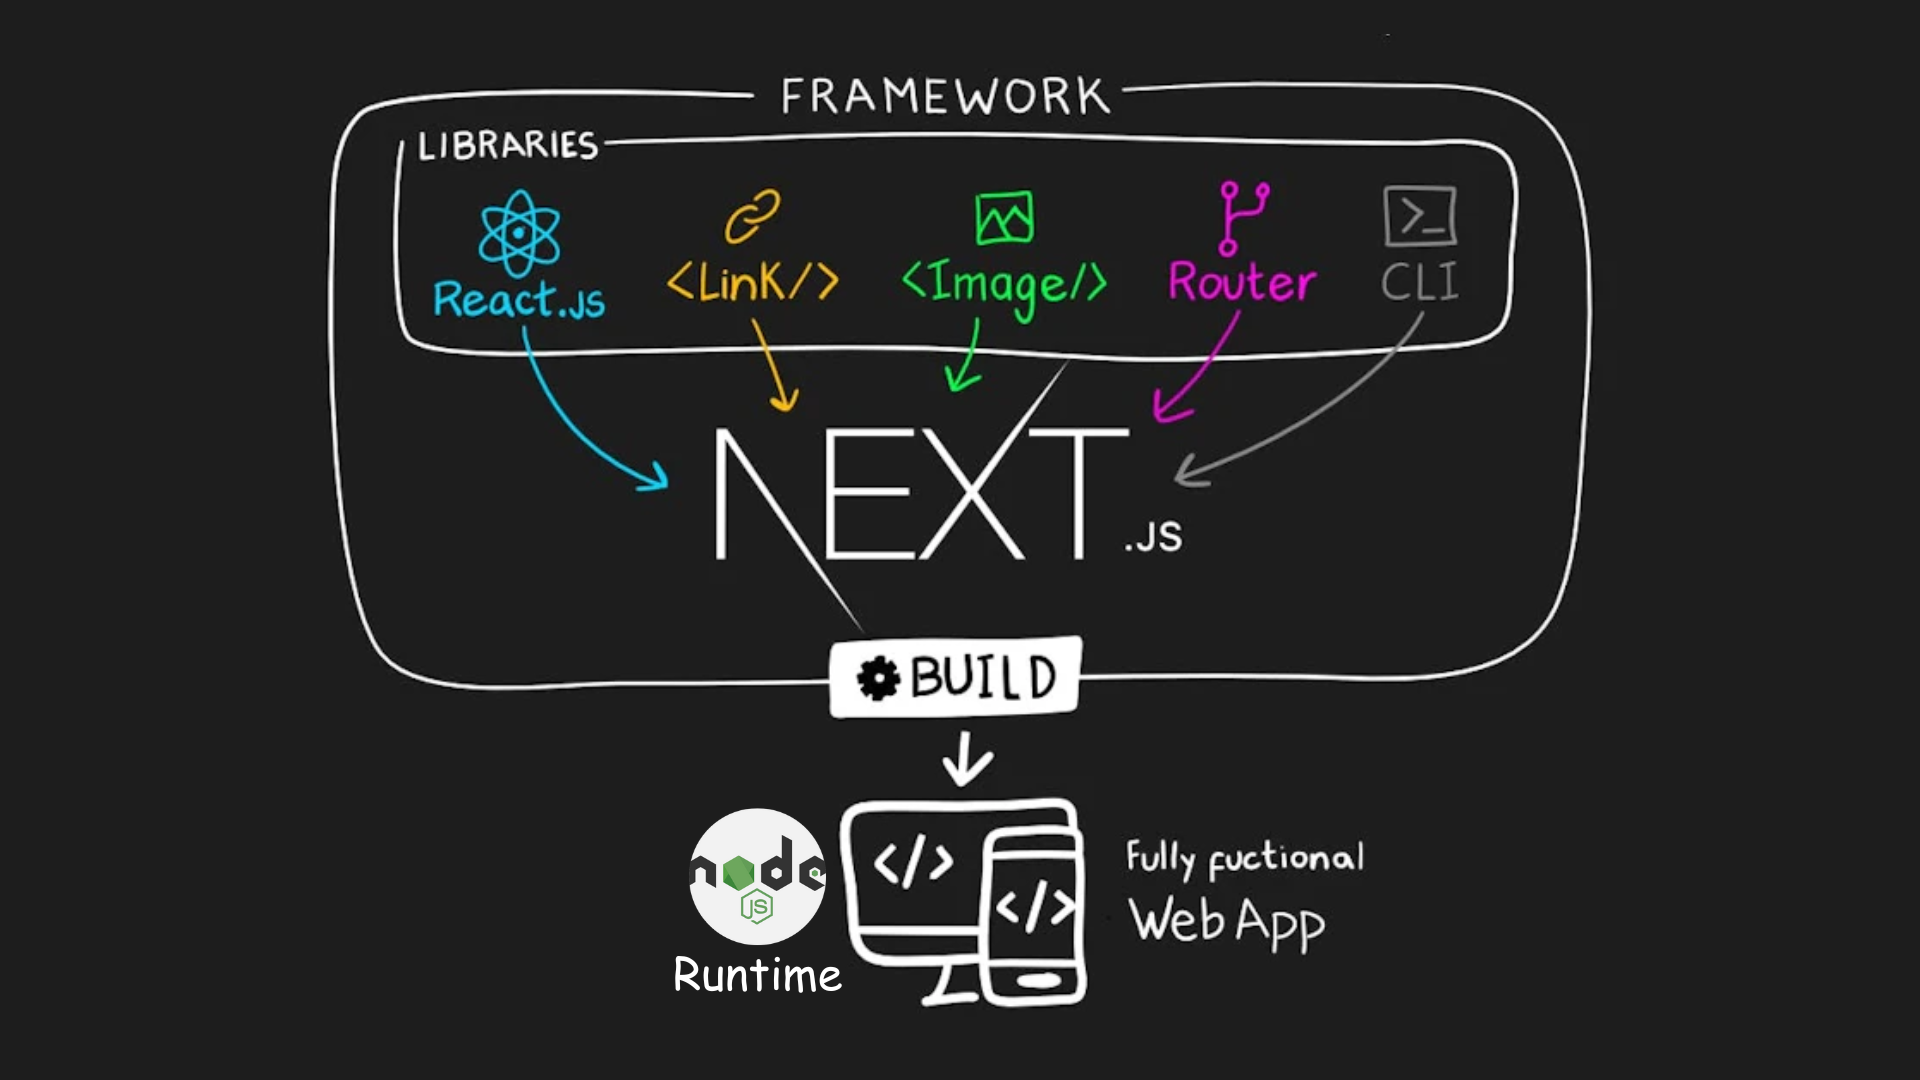 FRAMEWORK
LIBRARIES
React.js
<Link/>
<Image/>
Router
>_
CLI
NEXT.JS
BUILD
node
JS
Runtime
</>
</>
Fully fuctional
Web App